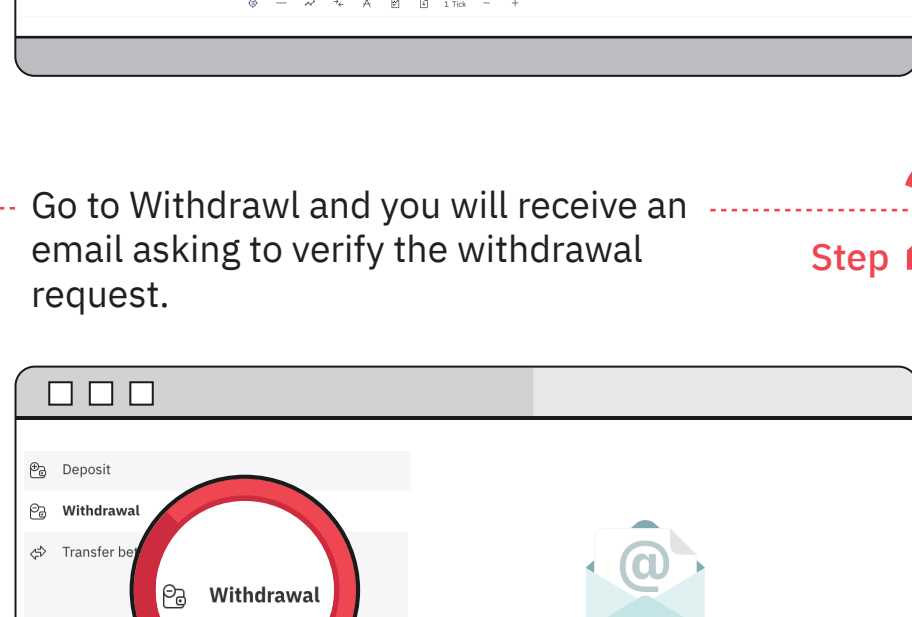 1 Tick
Go to Withdrawl and you will receive an
email asking to verify the withdrawal
request.
Step
Deposit
Withdrawal
Transfer bet
Withdrawal
@